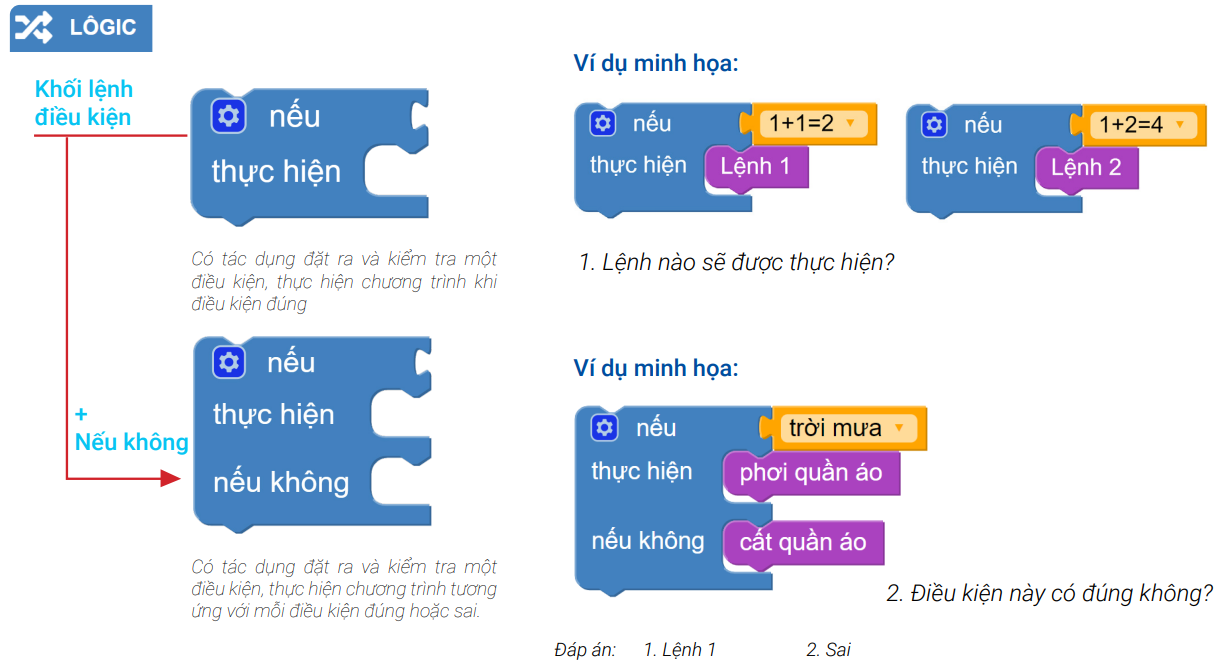 LÔGIC
Khối lệnh
điều kiện
nếu
thực hiện
Có tác dụng đặt ra và kiểm tra một
điều kiện, thực hiện chương trình khi
điều kiện đúng
Ví dụ minh họa:
nếu 1+1=2
thực hiện Lệnh 1
nếu 1+2=4
thực hiện Lệnh 2
1. Lệnh nào sẽ được thực hiện?
+
Nếu không
nếu
thực hiện
nếu không
Có tác dụng đặt ra và kiểm tra một
điều kiện, thực hiện chương trình tương
ứng với mỗi điều kiện đúng hoặc sai.
Ví dụ minh họa:
nếu trời mưa
thực hiện phơi quần áo
nếu không cất quần áo
2. Điều kiện này có đúng không?
Đáp án: 1. Lệnh 1 2. Sai